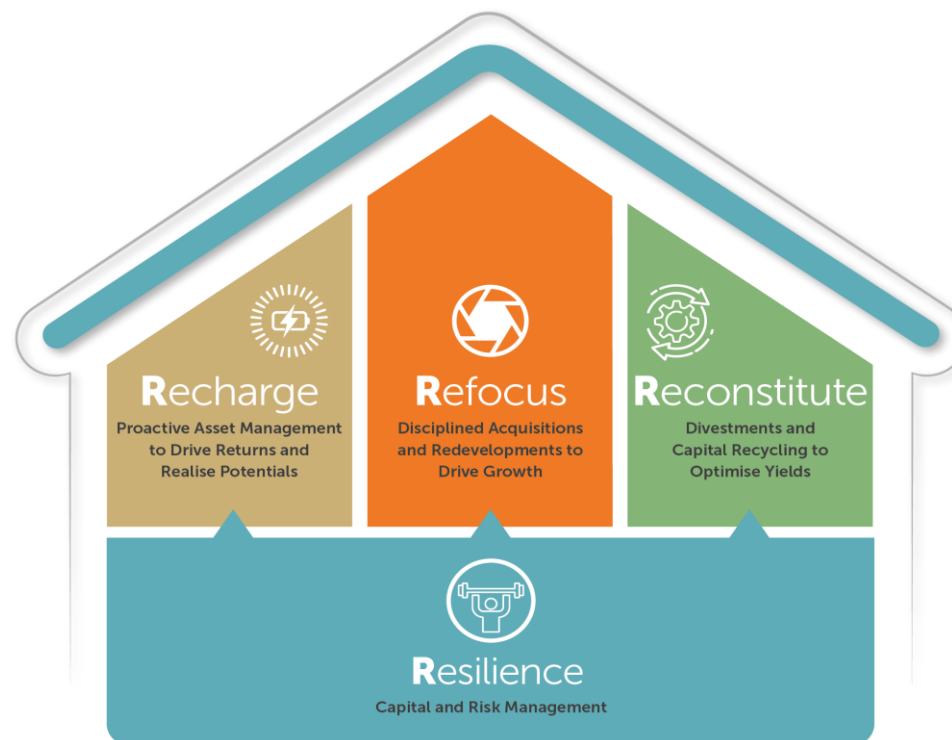 Recharge
Proactive Asset Management
to Drive Returns and
Realise Potentials
Refocus
Disciplined Acquisitions
and Redevelopments to
Drive Growth
Reconstitute
Divestments and
Capital Recycling to
Optimise Yields
Resilience
Capital and Risk Management